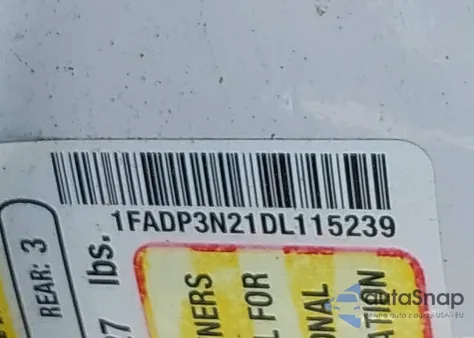 1FADP3N21DL115239
REAR: 3
lbs.
NERS
L FOR
ONAL
ATION
autoSnap